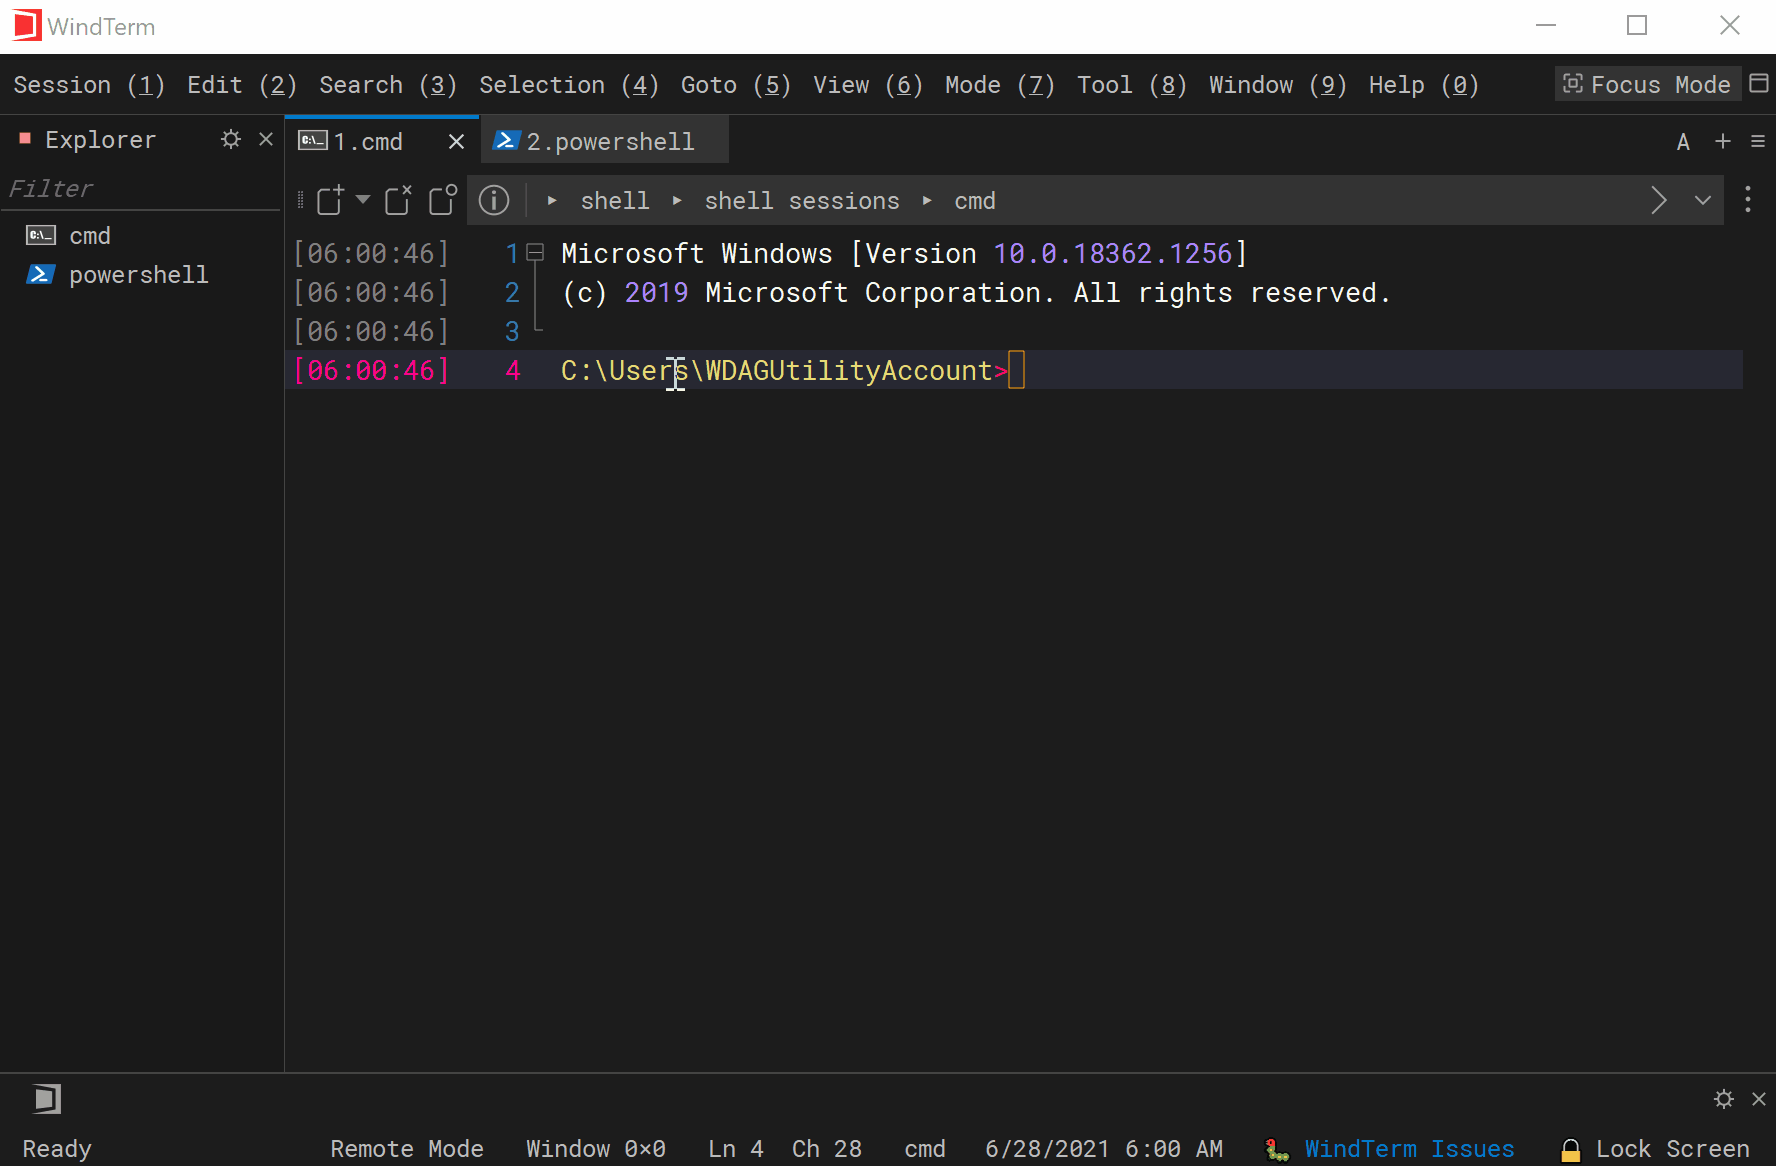 WindTerm
Session (1) Edit (2) Search (3) Selection (4) Goto (5) View (6) Mode (7) Tool (8) Window (9) Help (0) Focus Mode
Explorer
1.cmd
2.powershell
A
Filter
shell shell sessions cmd
cmd
powershell
[06:00:46] 1 Microsoft Windows [Version 10.0.18362.1256]
[06:00:46] 2 (c) 2019 Microsoft Corporation. All rights reserved.
[06:00:46] 3
[06:00:46] 4 C:\Users\WDAGUtilityAccount>
Ready Remote Mode Window 0×0 Ln 4 Ch 28 cmd 6/28/2021 6:00 AM WindTerm Issues Lock Screen